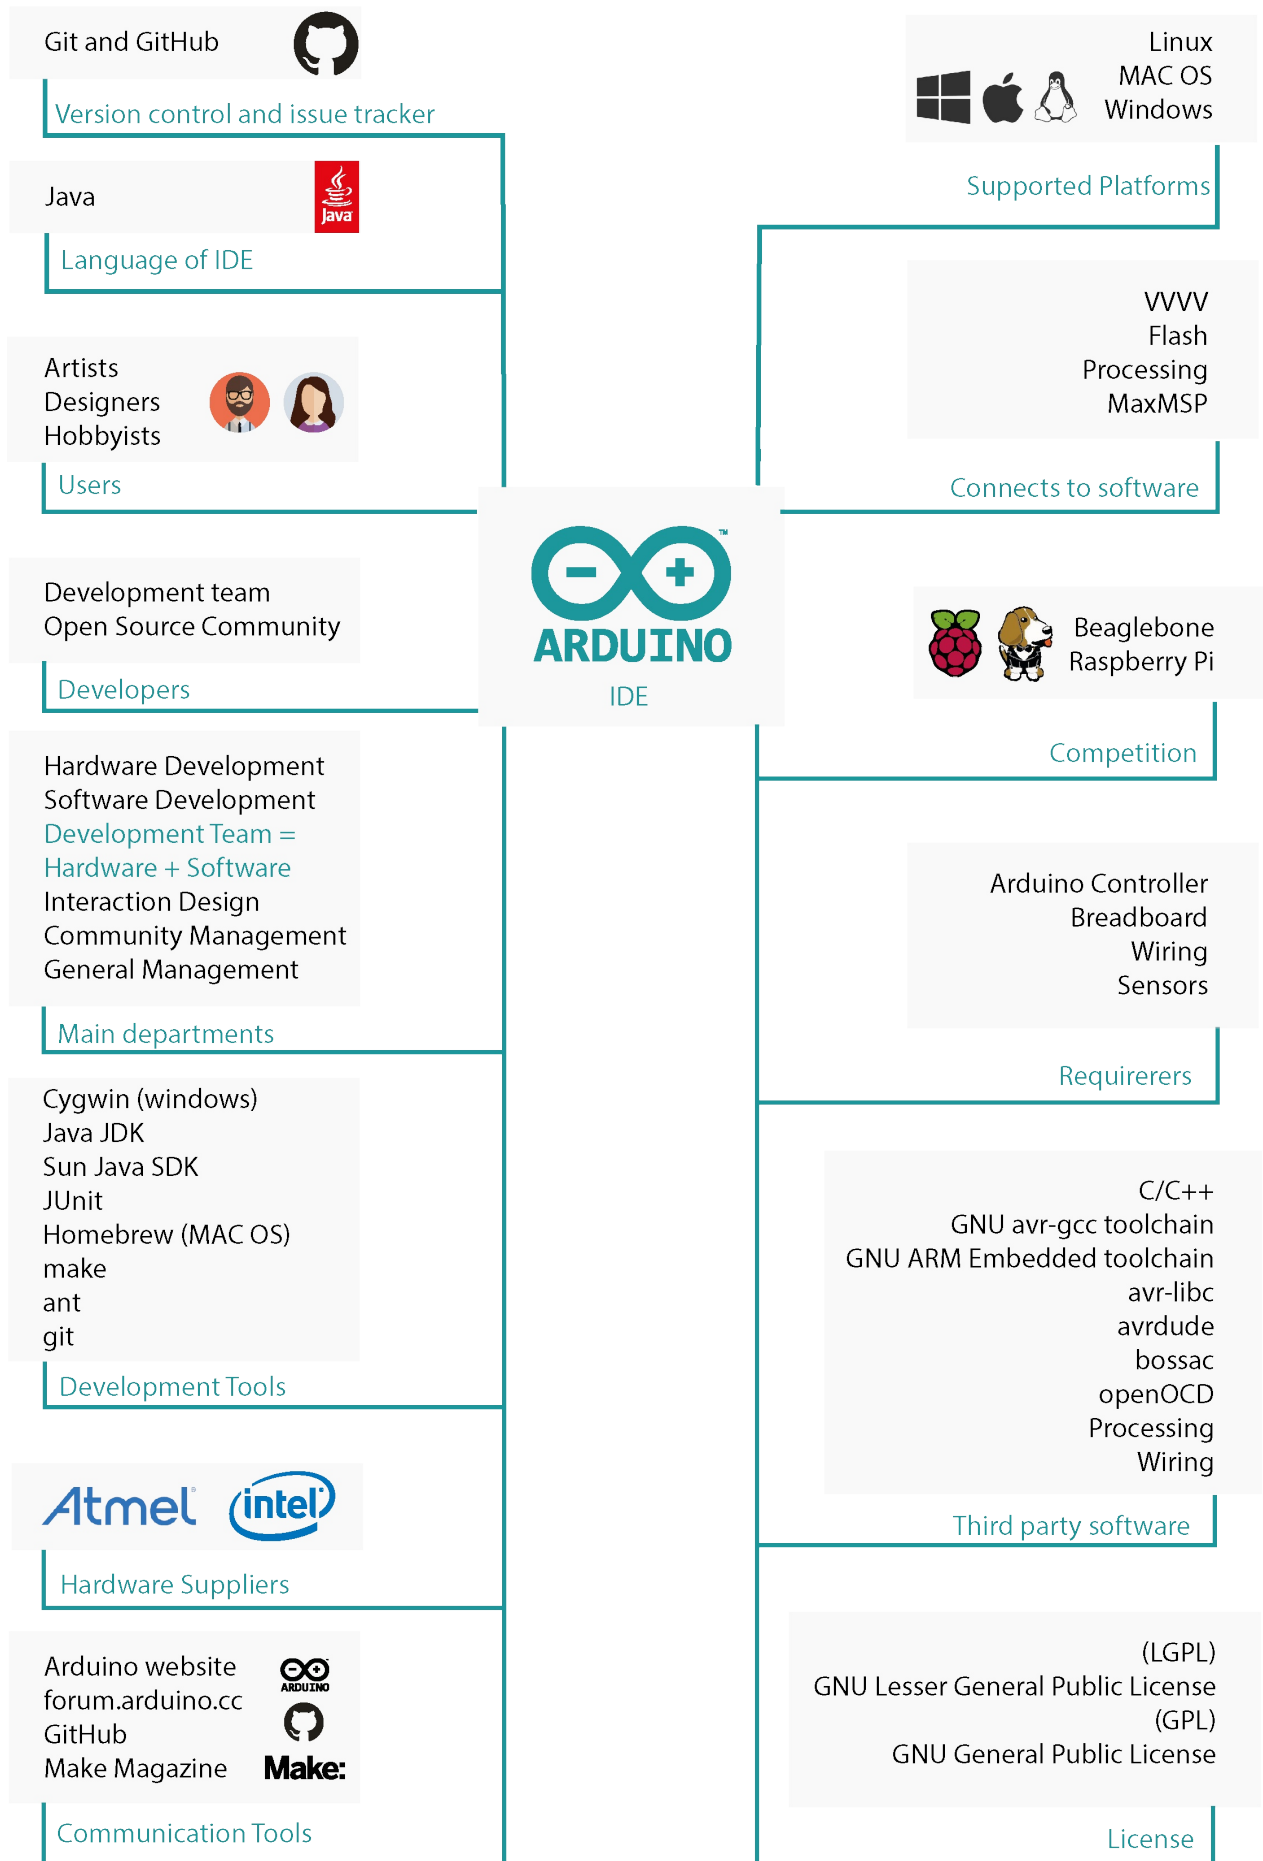 Git and GitHub
Version control and issue tracker
Java
Java
Language of IDE
Artists
Designers
Hobbyists
Users
Development team
Open Source Community
Developers
Hardware Development
Software Development
Development Team =
Hardware + Software
Interaction Design
Community Management
General Management
Main departments
Cygwin (windows)
Java JDK
Sun Java SDK
JUnit
Homebrew (MAC OS)
make
ant
git
Development Tools
Atmel
intel
Hardware Suppliers
Arduino website
forum.arduino.cc
GitHub
Make Magazine
ARDUINO
Make:
Communication Tools
TM
ARDUINO
IDE
Linux
MAC OS
Windows
Supported Platforms
VVVV
Flash
Processing
MaxMSP
Connects to software
Beaglebone
Raspberry Pi
Competition
Arduino Controller
Breadboard
Wiring
Sensors
Requirerers
C/C++
GNU avr-gcc toolchain
GNU ARM Embedded toolchain
avr-libc
avrdude
bossac
openOCD
Processing
Wiring
Third party software
(LGPL)
GNU Lesser General Public License
(GPL)
GNU General Public License
License